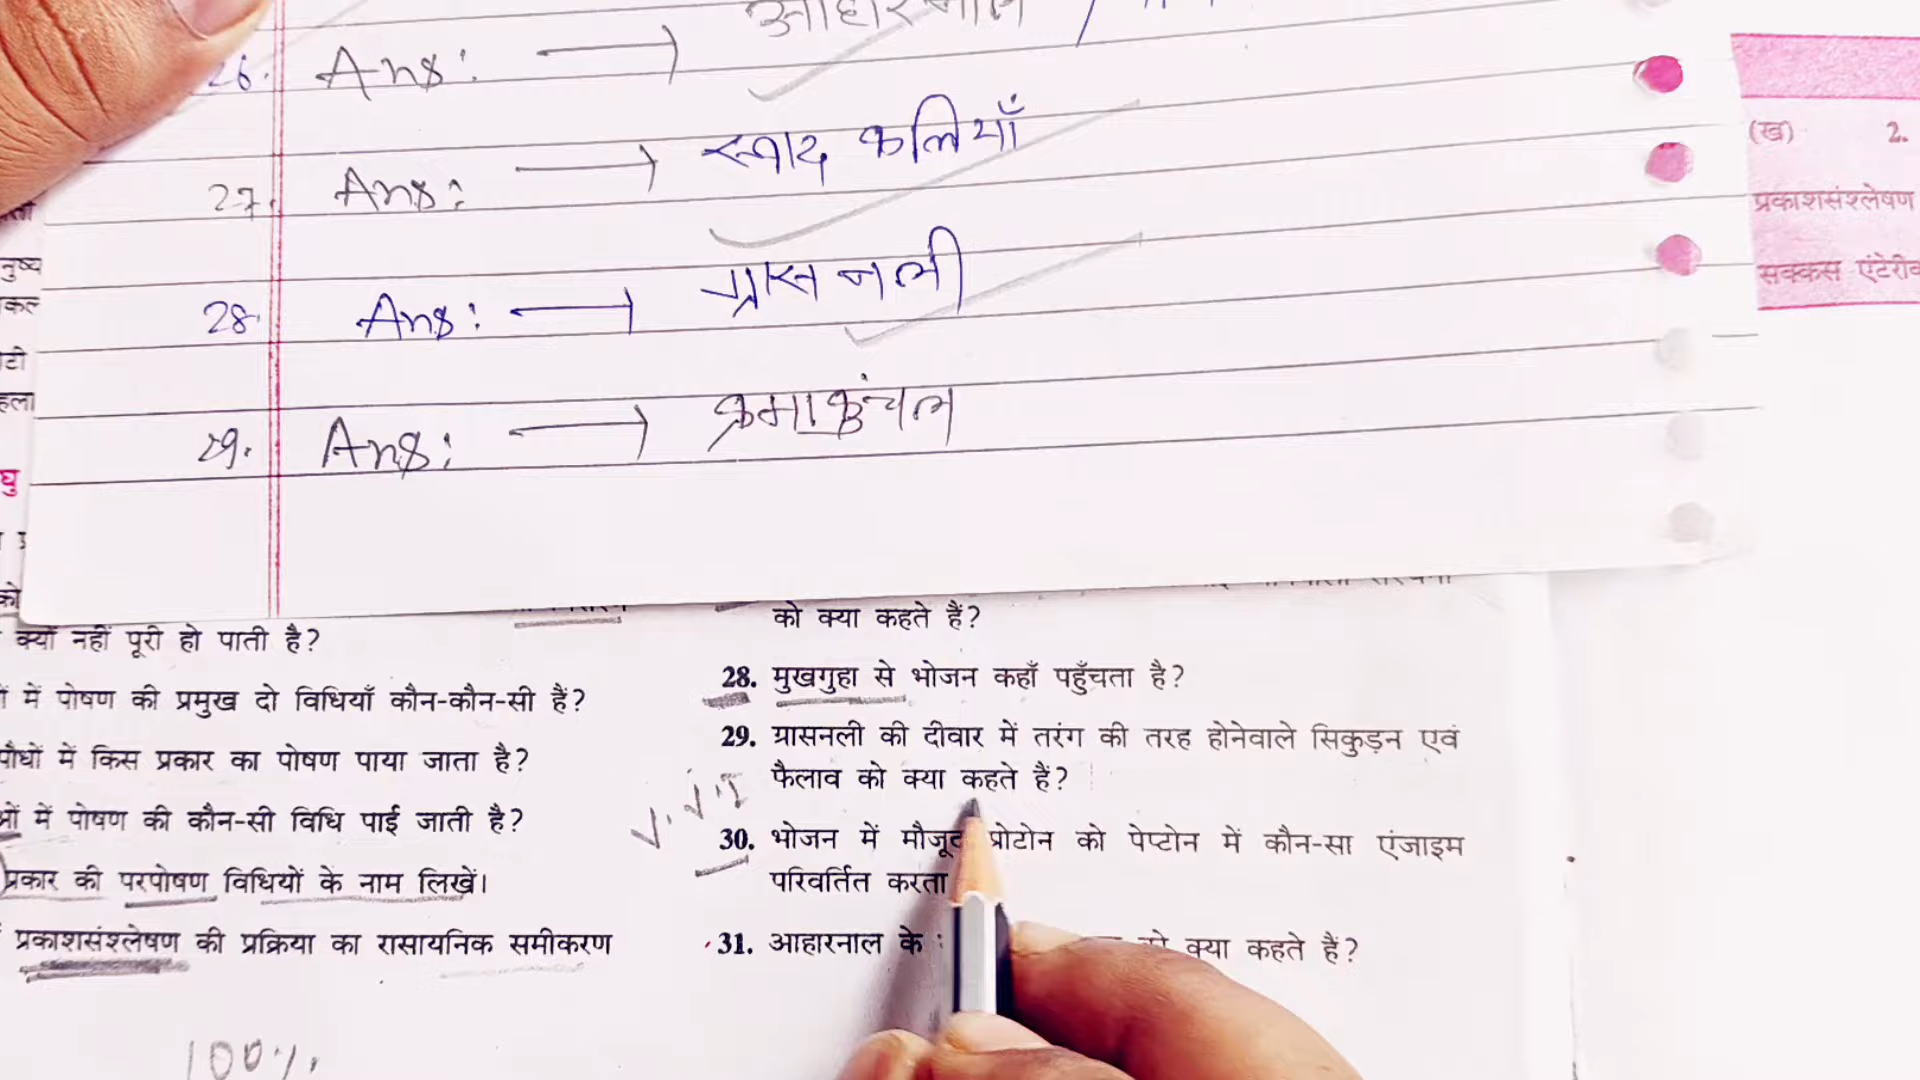 26. Ans: → आहारनाल
27. Ans: → स्वाद कलियाँ
28. Ans: → ग्रास नली
29. Ans: → क्रमाकुंचन
(ख) 2.
प्रकाशसंश्लेषण
सक्कस एंटेरीक
को
क्यों नहीं पूरी हो पाती है?
में पोषण की प्रमुख दो विधियाँ कौन-कौन-सी हैं?
पौधों में किस प्रकार का पोषण पाया जाता है?
में पोषण की कौन-सी विधि पाई जाती है?
प्रकार की परपोषण विधियों के नाम लिखें।
प्रकाशसंश्लेषण की प्रक्रिया का रासायनिक समीकरण
100%
को क्या कहते हैं?
28. मुखगुहा से भोजन कहाँ पहुँचता है?
29. ग्रासनली की दीवार में तरंग की तरह होनेवाले सिकुड़न एवं
फैलाव को क्या कहते हैं?
V.V.I
30. भोजन में मौजूद प्रोटोन को पेप्टोन में कौन-सा एंजाइम
परिवर्तित करता
31. आहारनाल के क्या कहते हैं?